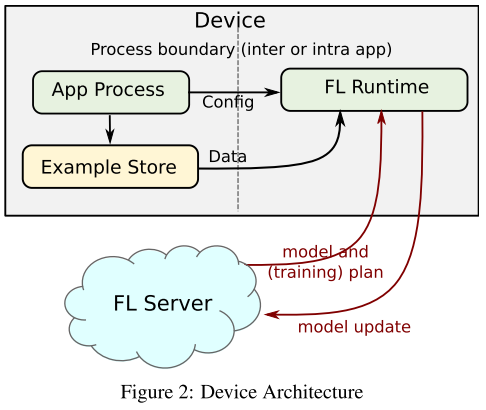 Device
Process boundary (inter or intra app)
App Process
FL Runtime
Config
Example Store
Data
model and
(training) plan
FL Server
model update
Figure 2: Device Architecture